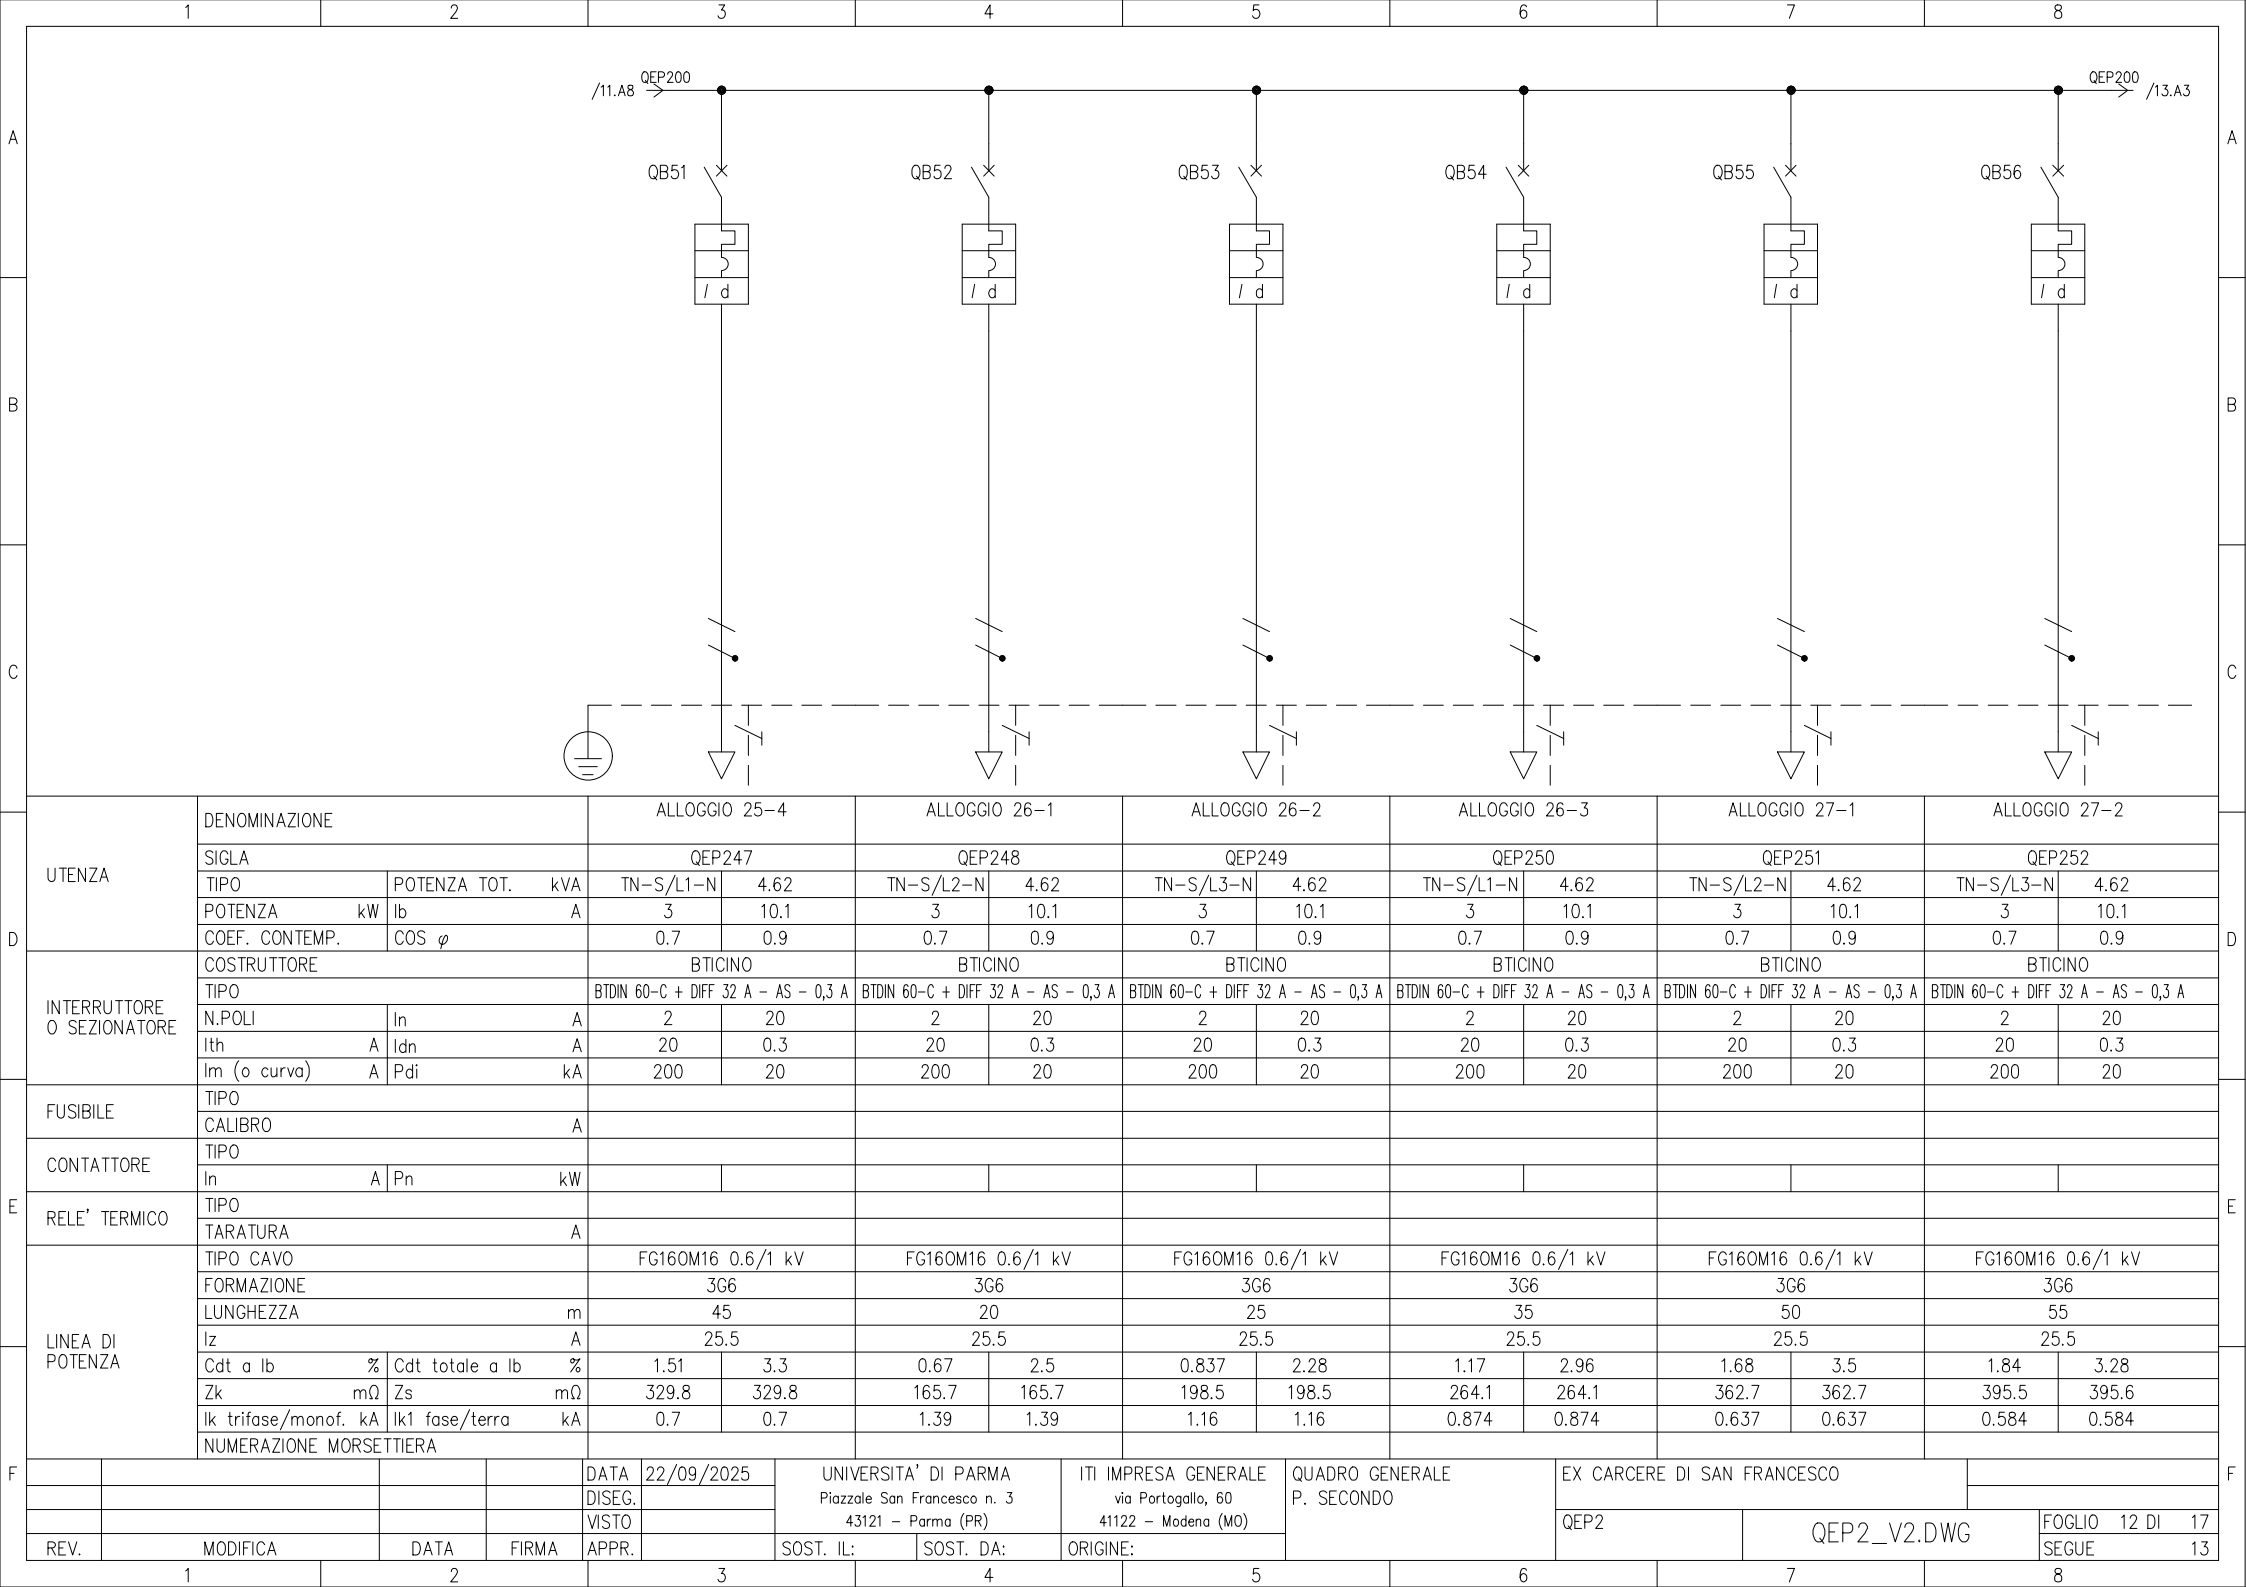 1 2 3 4 5 6 7 8
QEP200 QEP200
/11.A8 /13.A3
A A
QB51 QB52 QB53 QB54 QB55 QB56
I d I d I d I d I d I d
B B
C C
DENOMINAZIONE ALLOGGIO 25-4 ALLOGGIO 26-1 ALLOGGIO 26-2 ALLOGGIO 26-3 ALLOGGIO 27-1 ALLOGGIO 27-2
UTENZA
SIGLA QEP247 QEP248 QEP249 QEP250 QEP251 QEP252
TIPO POTENZA TOT. kVA TN-S/L1-N 4.62 TN-S/L2-N 4.62 TN-S/L3-N 4.62 TN-S/L1-N 4.62 TN-S/L2-N 4.62 TN-S/L3-N 4.62
POTENZA kW Ib A 3 10.1 3 10.1 3 10.1 3 10.1 3 10.1 3 10.1
D COEF. CONTEMP. COS φ 0.7 0.9 0.7 0.9 0.7 0.9 0.7 0.9 0.7 0.9 0.7 0.9 D
INTERRUTTORE
O SEZIONATORE
COSTRUTTORE BTICINO BTICINO BTICINO BTICINO BTICINO BTICINO
TIPO BTDIN 60-C + DIFF 32 A - AS - 0,3 A BTDIN 60-C + DIFF 32 A - AS - 0,3 A BTDIN 60-C + DIFF 32 A - AS - 0,3 A BTDIN 60-C + DIFF 32 A - AS - 0,3 A BTDIN 60-C + DIFF 32 A - AS - 0,3 A BTDIN 60-C + DIFF 32 A - AS - 0,3 A
N.POLI In A 2 20 2 20 2 20 2 20 2 20 2 20
Ith A Idn A 20 0.3 20 0.3 20 0.3 20 0.3 20 0.3 20 0.3
Im (o curva) A Pdi kA 200 20 200 20 200 20 200 20 200 20 200 20
FUSIBILE
TIPO
CALIBRO A
CONTATTORE
TIPO
In A Pn kW
E E
RELE' TERMICO
TIPO
TARATURA A
LINEA DI
POTENZA
TIPO CAVO FG16OM16 0.6/1 kV FG16OM16 0.6/1 kV FG16OM16 0.6/1 kV FG16OM16 0.6/1 kV FG16OM16 0.6/1 kV FG16OM16 0.6/1 kV
FORMAZIONE 3G6 3G6 3G6 3G6 3G6 3G6
LUNGHEZZA m 45 20 25 35 50 55
Iz A 25.5 25.5 25.5 25.5 25.5 25.5
Cdt a Ib % Cdt totale a Ib % 1.51 3.3 0.67 2.5 0.837 2.28 1.17 2.96 1.68 3.5 1.84 3.28
Zk mΩ Zs mΩ 329.8 329.8 165.7 165.7 198.5 198.5 264.1 264.1 362.7 362.7 395.5 395.6
Ik trifase/monof. kA Ik1 fase/terra kA 0.7 0.7 1.39 1.39 1.16 1.16 0.874 0.874 0.637 0.637 0.584 0.584
NUMERAZIONE MORSETTIERA
F DATA 22/09/2025 UNIVERSITA' DI PARMA ITI IMPRESA GENERALE QUADRO GENERALE EX CARCERE DI SAN FRANCESCO F
DISEG. Piazzale San Francesco n. 3 via Portogallo, 60 P. SECONDO
VISTO 43121 - Parma (PR) 41122 - Modena (MO) QEP2 QEP2_V2.DWG FOGLIO 12 DI 17
REV. MODIFICA DATA FIRMA APPR. SOST. IL: SOST. DA: ORIGINE: SEGUE 13
1 2 3 4 5 6 7 8